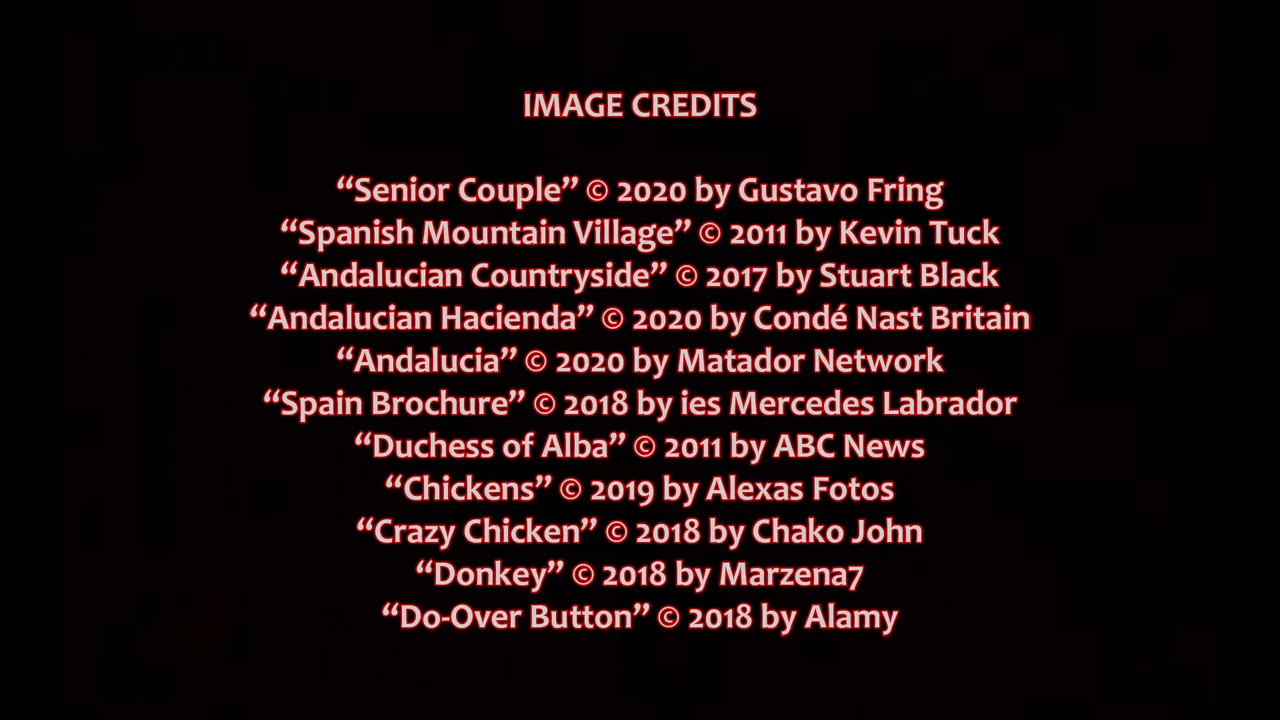 IMAGE CREDITS
“Senior Couple” © 2020 by Gustavo Fring
“Spanish Mountain Village” © 2011 by Kevin Tuck
“Andalucian Countryside” © 2017 by Stuart Black
“Andalucian Hacienda” © 2020 by Condé Nast Britain
“Andalucia” © 2020 by Matador Network
“Spain Brochure” © 2018 by ies Mercedes Labrador
“Duchess of Alba” © 2011 by ABC News
“Chickens” © 2019 by Alexas Fotos
“Crazy Chicken” © 2018 by Chako John
“Donkey” © 2018 by Marzena7
“Do-Over Button” © 2018 by Alamy